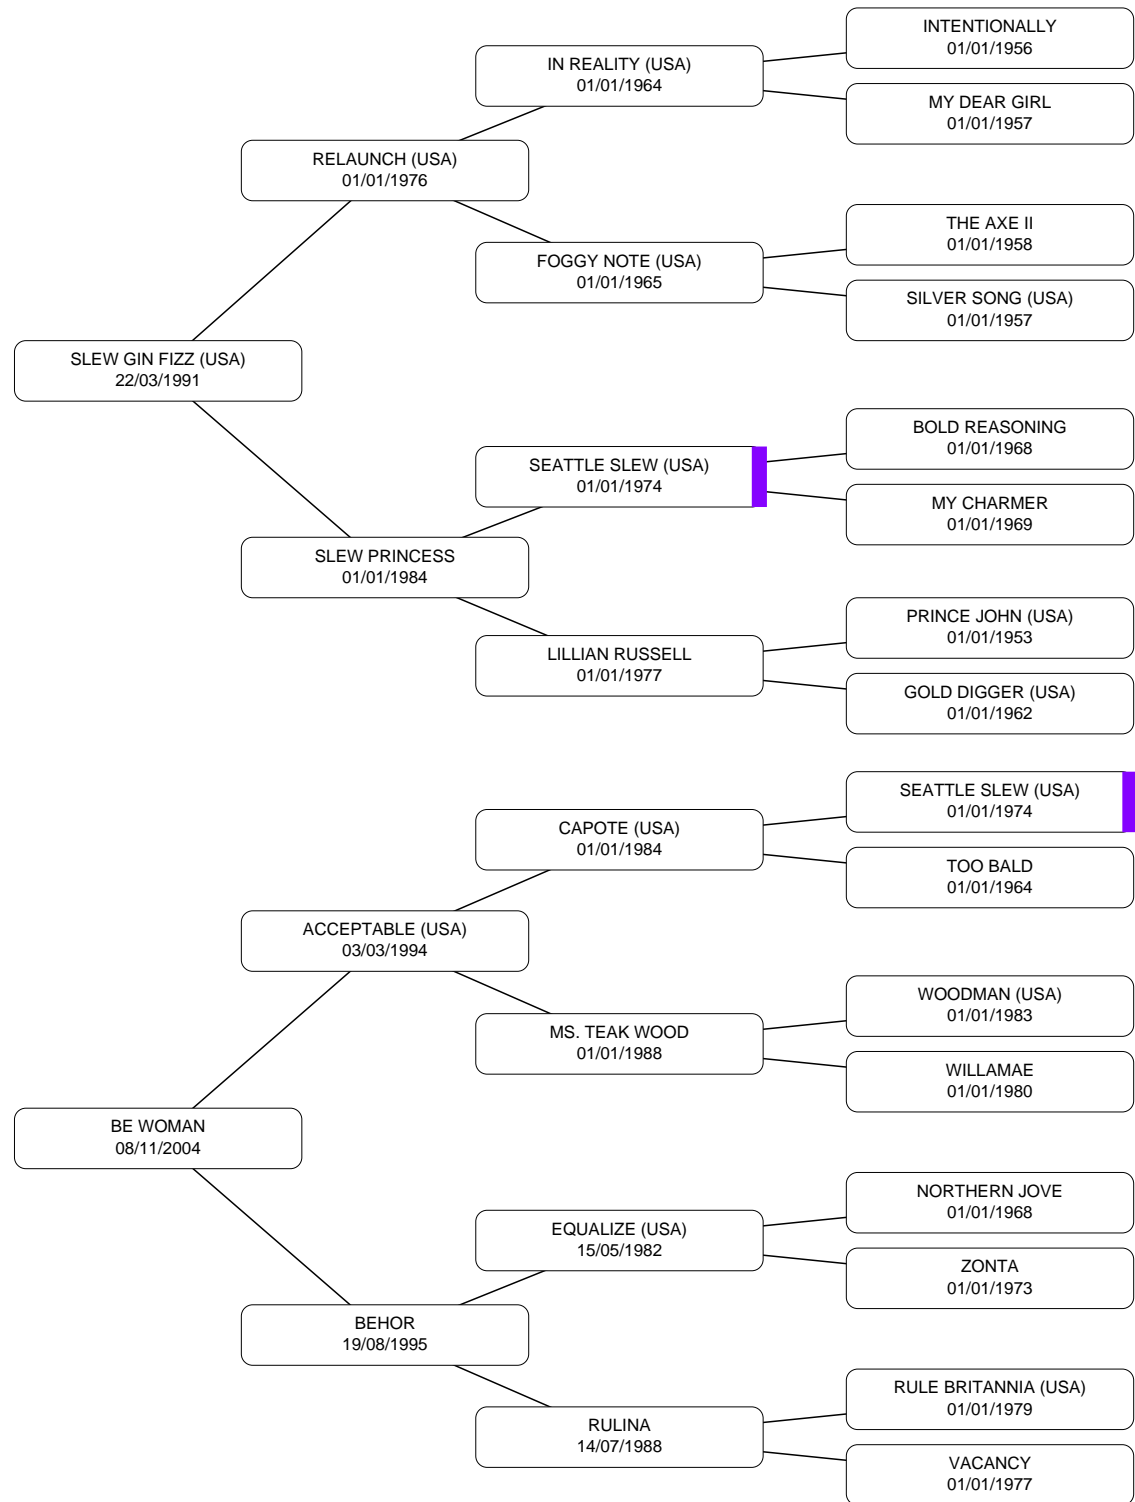 INTENTIONALLY
01/01/1956
IN REALITY (USA)
01/01/1964
MY DEAR GIRL
01/01/1957
RELAUNCH (USA)
01/01/1976
THE AXE II
01/01/1958
FOGGY NOTE (USA)
01/01/1965
SILVER SONG (USA)
01/01/1957
SLEW GIN FIZZ (USA)
22/03/1991
BOLD REASONING
01/01/1968
SEATTLE SLEW (USA)
01/01/1974
MY CHARMER
01/01/1969
SLEW PRINCESS
01/01/1984
PRINCE JOHN (USA)
01/01/1953
LILLIAN RUSSELL
01/01/1977
GOLD DIGGER (USA)
01/01/1962
SEATTLE SLEW (USA)
01/01/1974
CAPOTE (USA)
01/01/1984
TOO BALD
01/01/1964
ACCEPTABLE (USA)
03/03/1994
WOODMAN (USA)
01/01/1983
MS. TEAK WOOD
01/01/1988
WILLAMAE
01/01/1980
BE WOMAN
08/11/2004
NORTHERN JOVE
01/01/1968
EQUALIZE (USA)
15/05/1982
ZONTA
01/01/1973
BEHOR
19/08/1995
RULE BRITANNIA (USA)
01/01/1979
RULINA
14/07/1988
VACANCY
01/01/1977